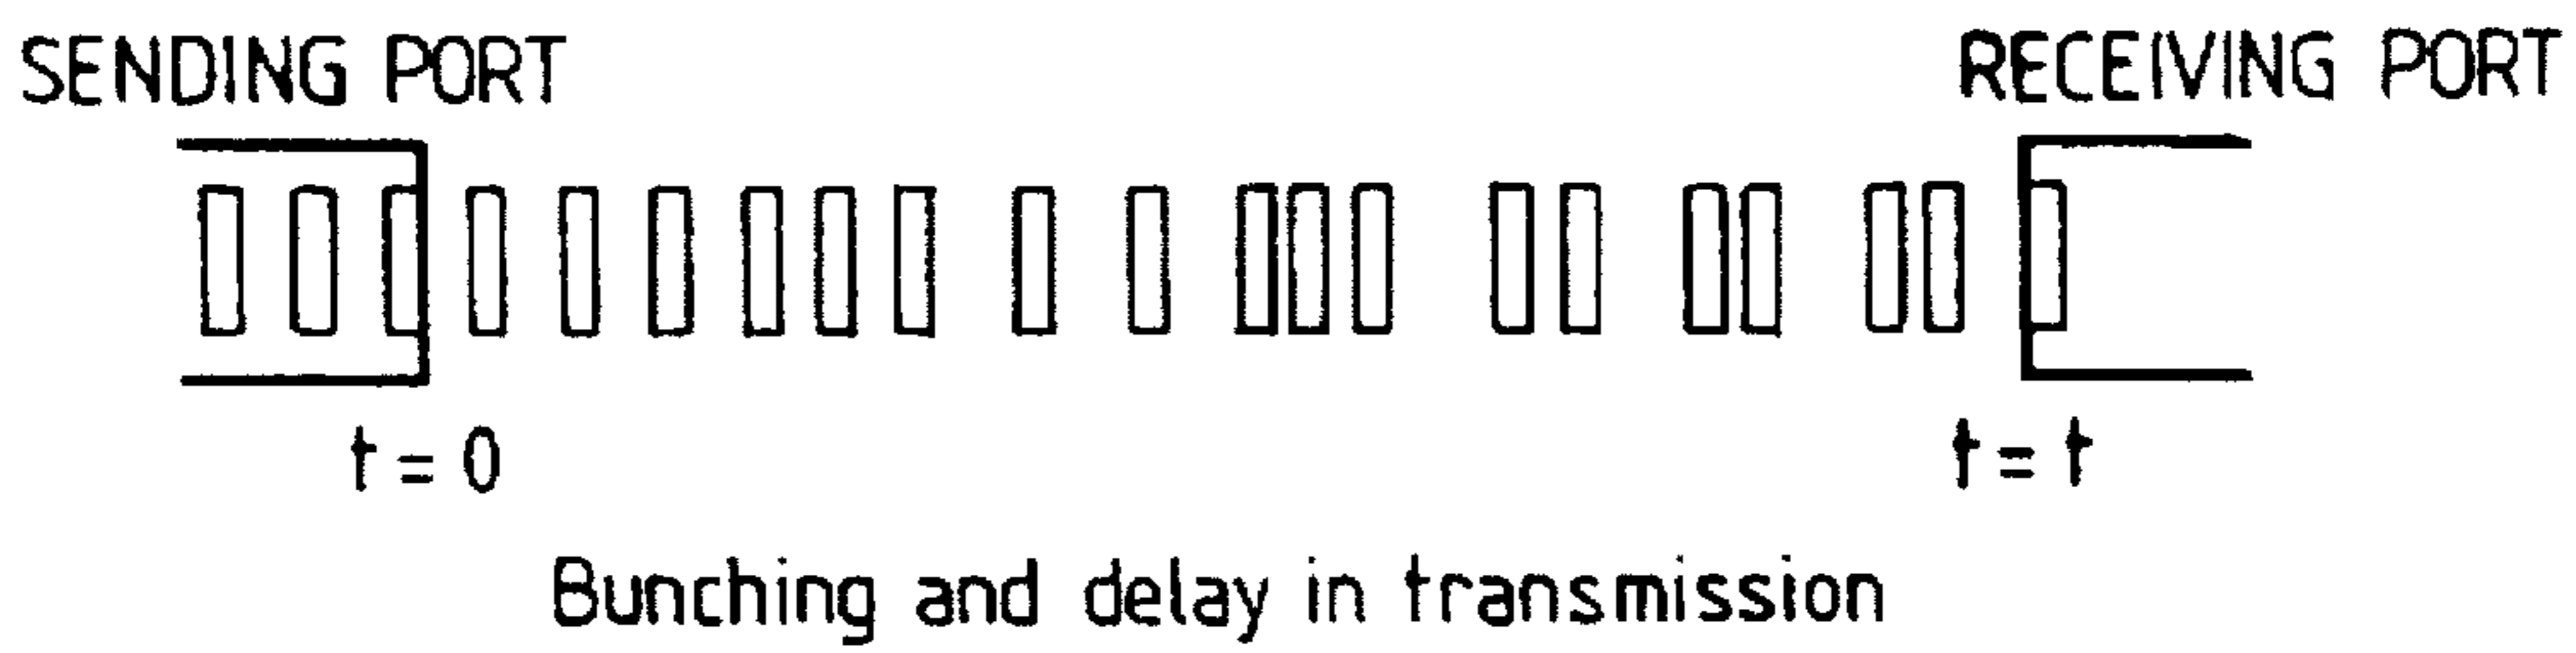 SENDING PORT
RECEIVING PORT
t = 0
t = t
Bunching and delay in transmission